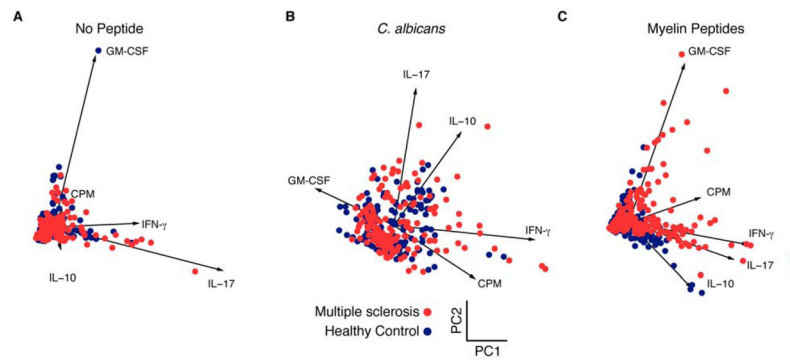 A
No Peptide
GM-CSF
CPM
IFN-γ
IL-10
IL-17
B
C. albicans
IL-17
IL-10
GM-CSF
IFN-γ
CPM
C
Myelin Peptides
GM-CSF
CPM
IFN-γ
IL-17
IL-10
Multiple sclerosis
Healthy Control
PC2
PC1